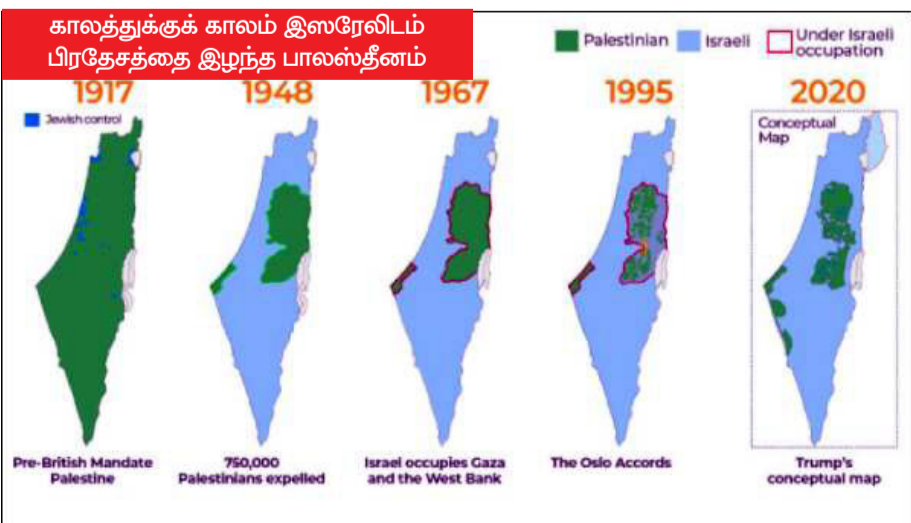 காலத்துக்குக் காலம் இஸரேலிடம்
பிரதேசத்தை இழந்த பாலஸ்தீனம்
Palestinian
Israeli
Under Israeli
occupation
1917
1948
1967
1995
2020
Jewish control
Conceptual
Map
Pre-British Mandate
Palestine
750,000
Palestinians expelled
Israel occupies Gaza
and the West Bank
The Oslo Accords
Trump's
conceptual map